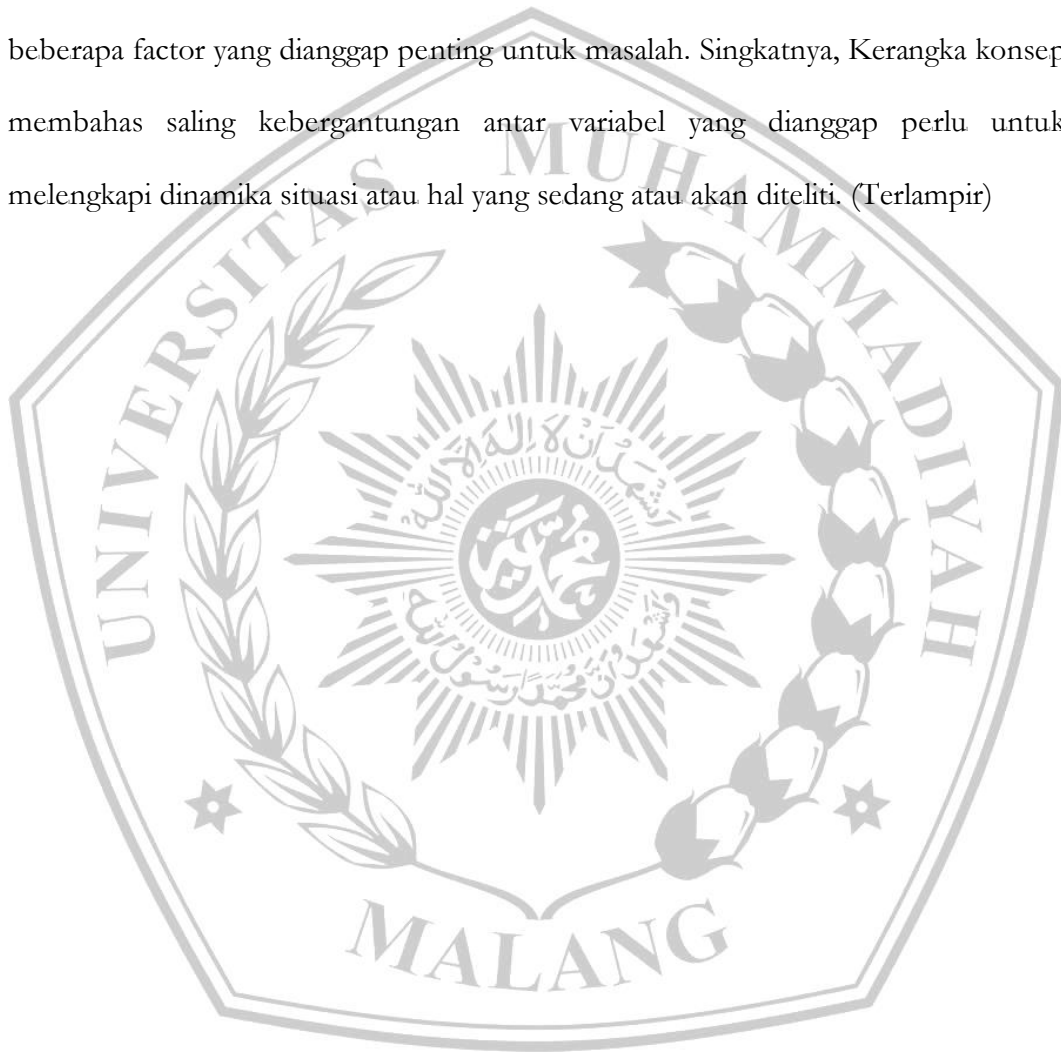 beberapa factor yang dianggap penting untuk masalah. Singkatnya, Kerangka konsep
membahas saling kebergantungan antar variabel yang dianggap perlu untuk
melengkapi dinamika situasi atau hal yang sedang atau akan diteliti. (Terlampir)
UNIVERSITAS MUHAMMADIYAH
MALANG